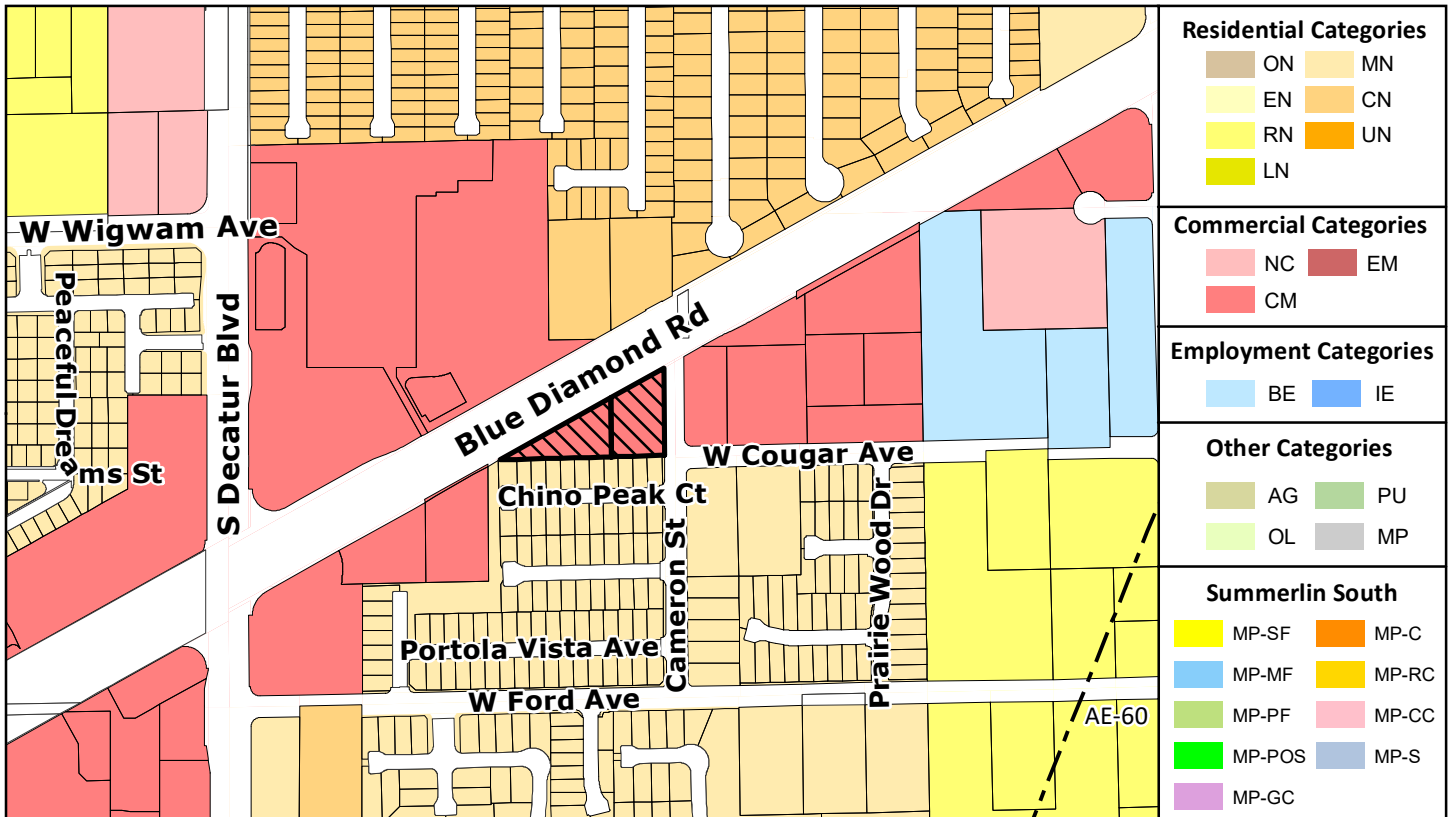 W Wigwam Ave
Peaceful Dreams St
S Decatur Blvd
Blue Diamond Rd
W Cougar Ave
Chino Peak Ct
Cameron St
Prairie Wood Dr
Portola Vista Ave
W Ford Ave
AE-60
Residential Categories
ON MN
EN CN
RN UN
LN
Commercial Categories
NC EM
CM
Employment Categories
BE IE
Other Categories
AG PU
OL MP
Summerlin South
MP-SF MP-C
MP-MF MP-RC
MP-PF MP-CC
MP-POS MP-S
MP-GC